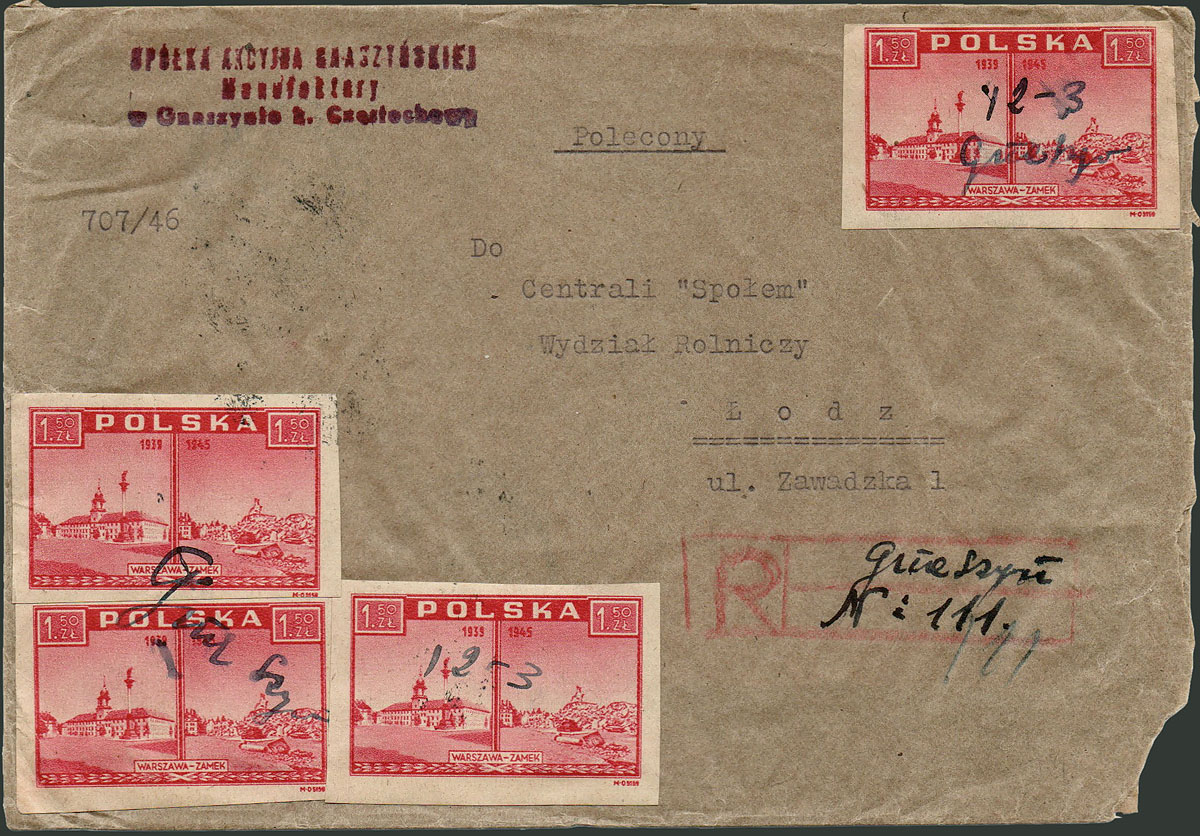 SPÓŁKA AKCYJNA GNASZYŃSKIEJ
Manufaktury
w Gnaszynie k. Częstochowy
Polecony
707/46
Do
Centrali "Społem"
Wydział Rolniczy
Łodz
ul. Zawadzka 1
1.50 ZŁ POLSKA 1.50 ZŁ
1939 1945
12-3
WARSZAWA-ZAMEK
1.50 ZŁ POLSKA 1.50 ZŁ
1939 1945
WARSZAWA-ZAMEK
1.50 ZŁ POLSKA 1.50 ZŁ
1939 1945
WARSZAWA-ZAMEK
1.50 ZŁ POLSKA 1.50 ZŁ
1939 1945
12-3
WARSZAWA-ZAMEK
R
Gnaszyn
N: 111.